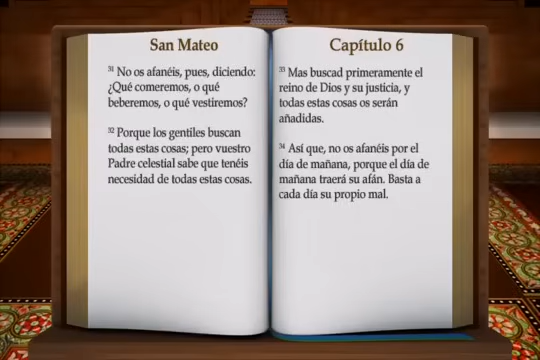 San Mateo
31 No os afanéis, pues, diciendo:
¿Qué comeremos, o qué
beberemos, o qué vestiremos?
32 Porque los gentiles buscan
todas estas cosas; pero vuestro
Padre celestial sabe que tenéis
necesidad de todas estas cosas.
Capítulo 6
33 Mas buscad primeramente el
reino de Dios y su justicia, y
todas estas cosas os serán
añadidas.
34 Así que, no os afanéis por el
día de mañana, porque el día de
mañana traerá su afán. Basta a
cada día su propio mal.